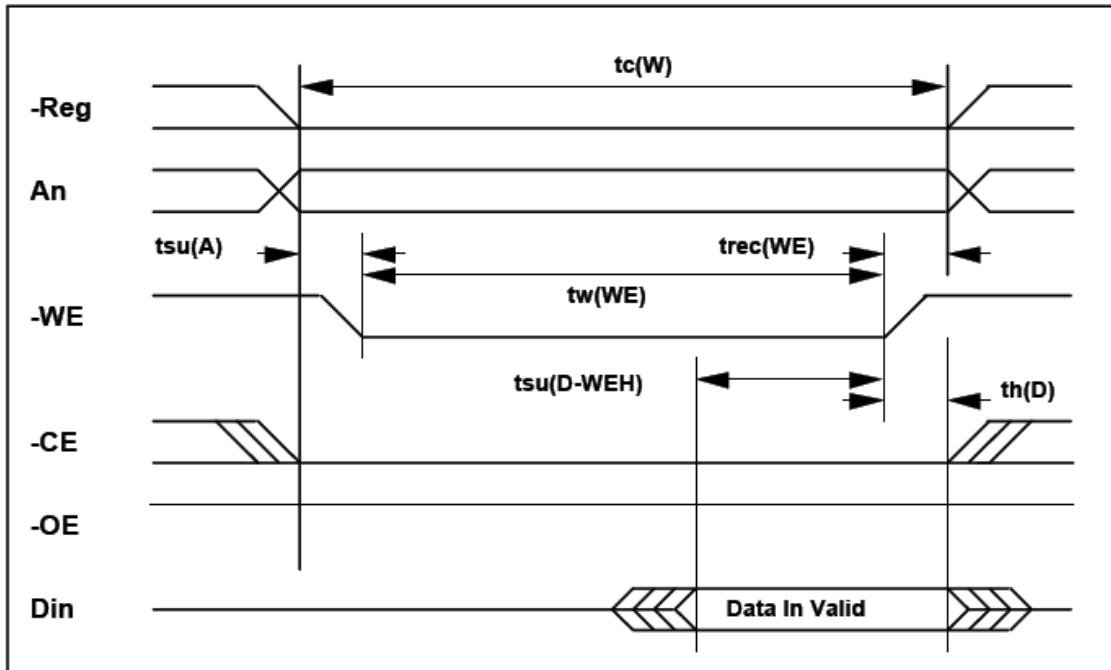 tc(W)
-Reg
An
tsu(A)
trec(WE)
tw(WE)
-WE
tsu(D-WEH)
th(D)
-CE
-OE
Din
Data In Valid